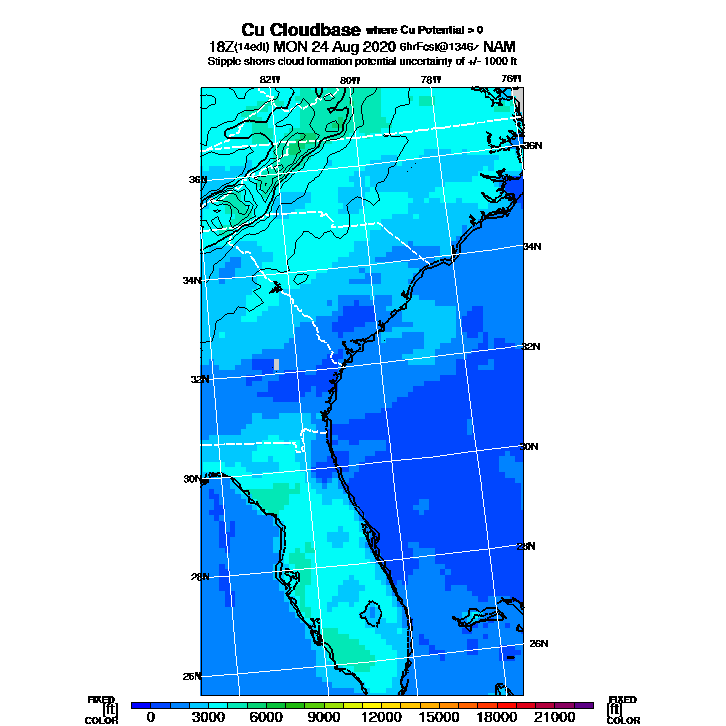 Cu Cloudbase where Cu Potential > 0
18Z(14edt) MON 24 Aug 2020 6hrFcst@1346z NAM
Stipple shows cloud formation potential uncertainty of +/- 1000 ft
82W 80W 78W 76W
36N
36N
34N
34N
32N
32N
30N
30N
28N
28N
26N
26N
FIXED FIXED
[ft] [ft]
COLOR COLOR
0 3000 6000 9000 12000 15000 18000 21000